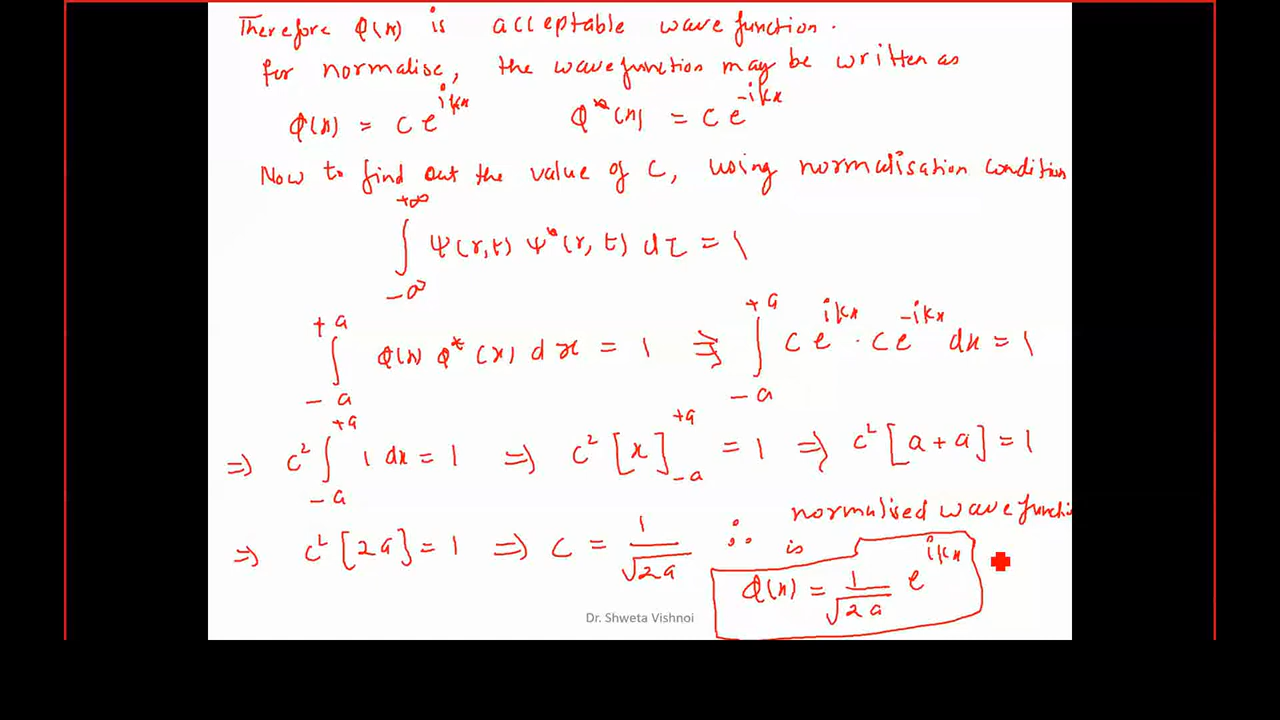 Therefore φ(x) is acceptable wave function.
for normalise, the wavefunction may be written as
φ(x) = c e^{ikx} φ*(x) = c e^{-ikx}
Now to find out the value of c, using normalisation condition
∫_{-∞}^{+∞} ψ(r,t) ψ*(r,t) dτ = 1
∫_{-a}^{+a} φ(x) φ*(x) dx = 1 ⇒ ∫_{-a}^{+a} c e^{ikx} · c e^{-ikx} dx = 1
⇒ c² ∫_{-a}^{+a} 1 dx = 1 ⇒ c² [x]_{-a}^{+a} = 1 ⇒ c² [a + a] = 1
⇒ c² [2a] = 1 ⇒ c = 1/√2a ∴ normalised wave functi
is
φ(x) = 1/√2a e^{ikx}
Dr. Shweta Vishnoi